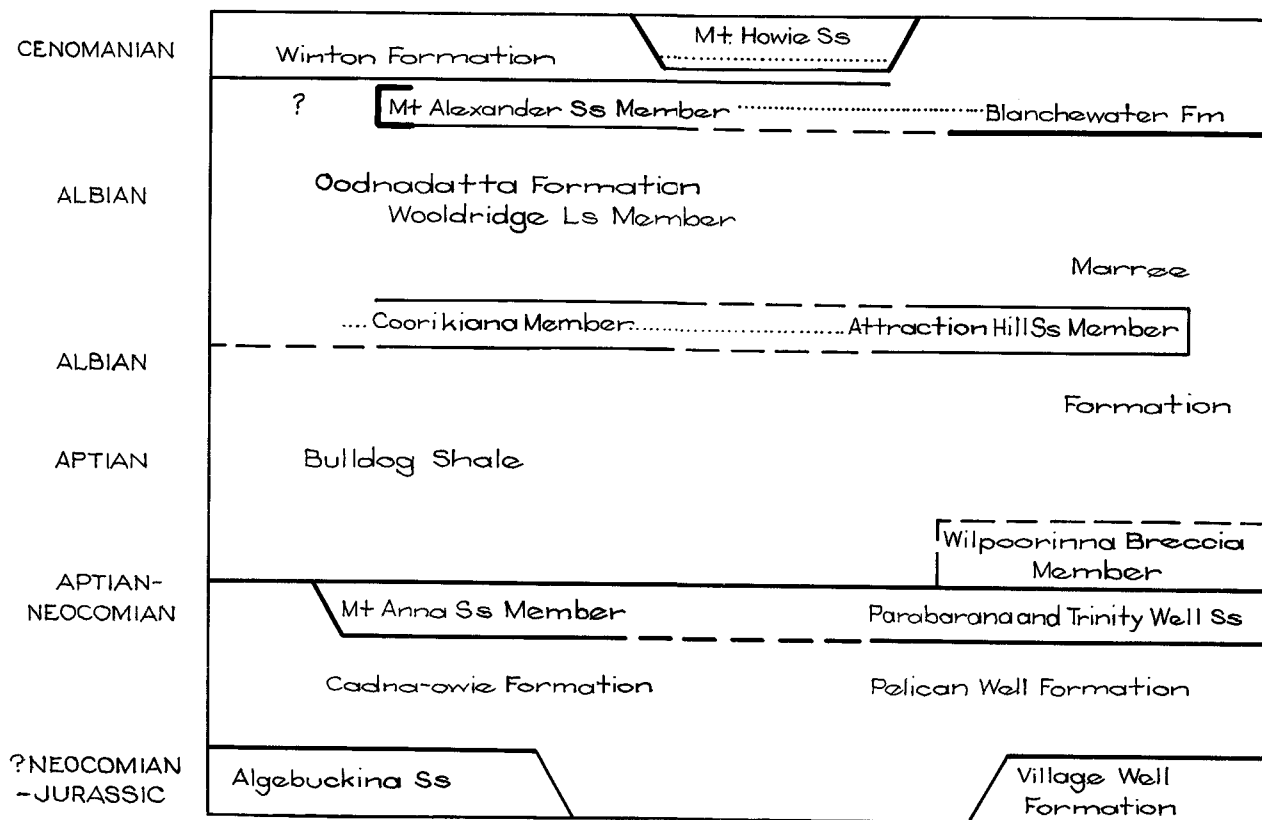 CENOMANIAN
Winton Formation
Mt. Howie Ss
?
Mt Alexander Ss Member
Blanchewater Fm
ALBIAN
Oodnadatta Formation
Wooldridge Ls Member
Marree
Coorikiana Member
Attraction Hill Ss Member
ALBIAN
Formation
APTIAN
Bulldog Shale
Wilpoorinna Breccia
Member
APTIAN-
NEOCOMIAN
Mt Anna Ss Member
Parabarana and Trinity Well Ss
Cadna-owie Formation
Pelican Well Formation
?NEOCOMIAN
-JURASSIC
Algebuckina Ss
Village Well
Formation